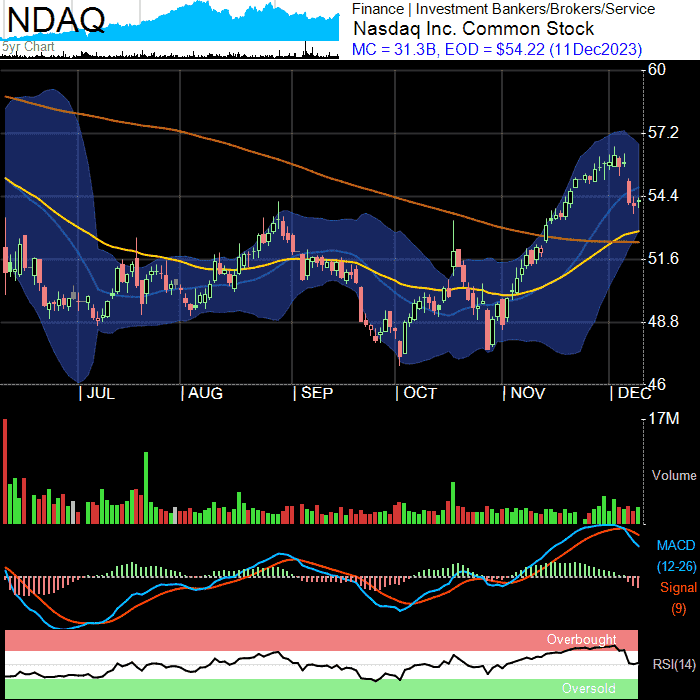 NDAQ
5yr Chart
Finance | Investment Bankers/Brokers/Service
Nasdaq Inc. Common Stock
MC = 31.3B, EOD = $54.22 (11Dec2023)
60
57.2
54.4
51.6
48.8
46
JUL AUG SEP OCT NOV DEC
17M
Volume
MACD
(12-26)
Signal
(9)
Overbought
RSI(14)
Oversold